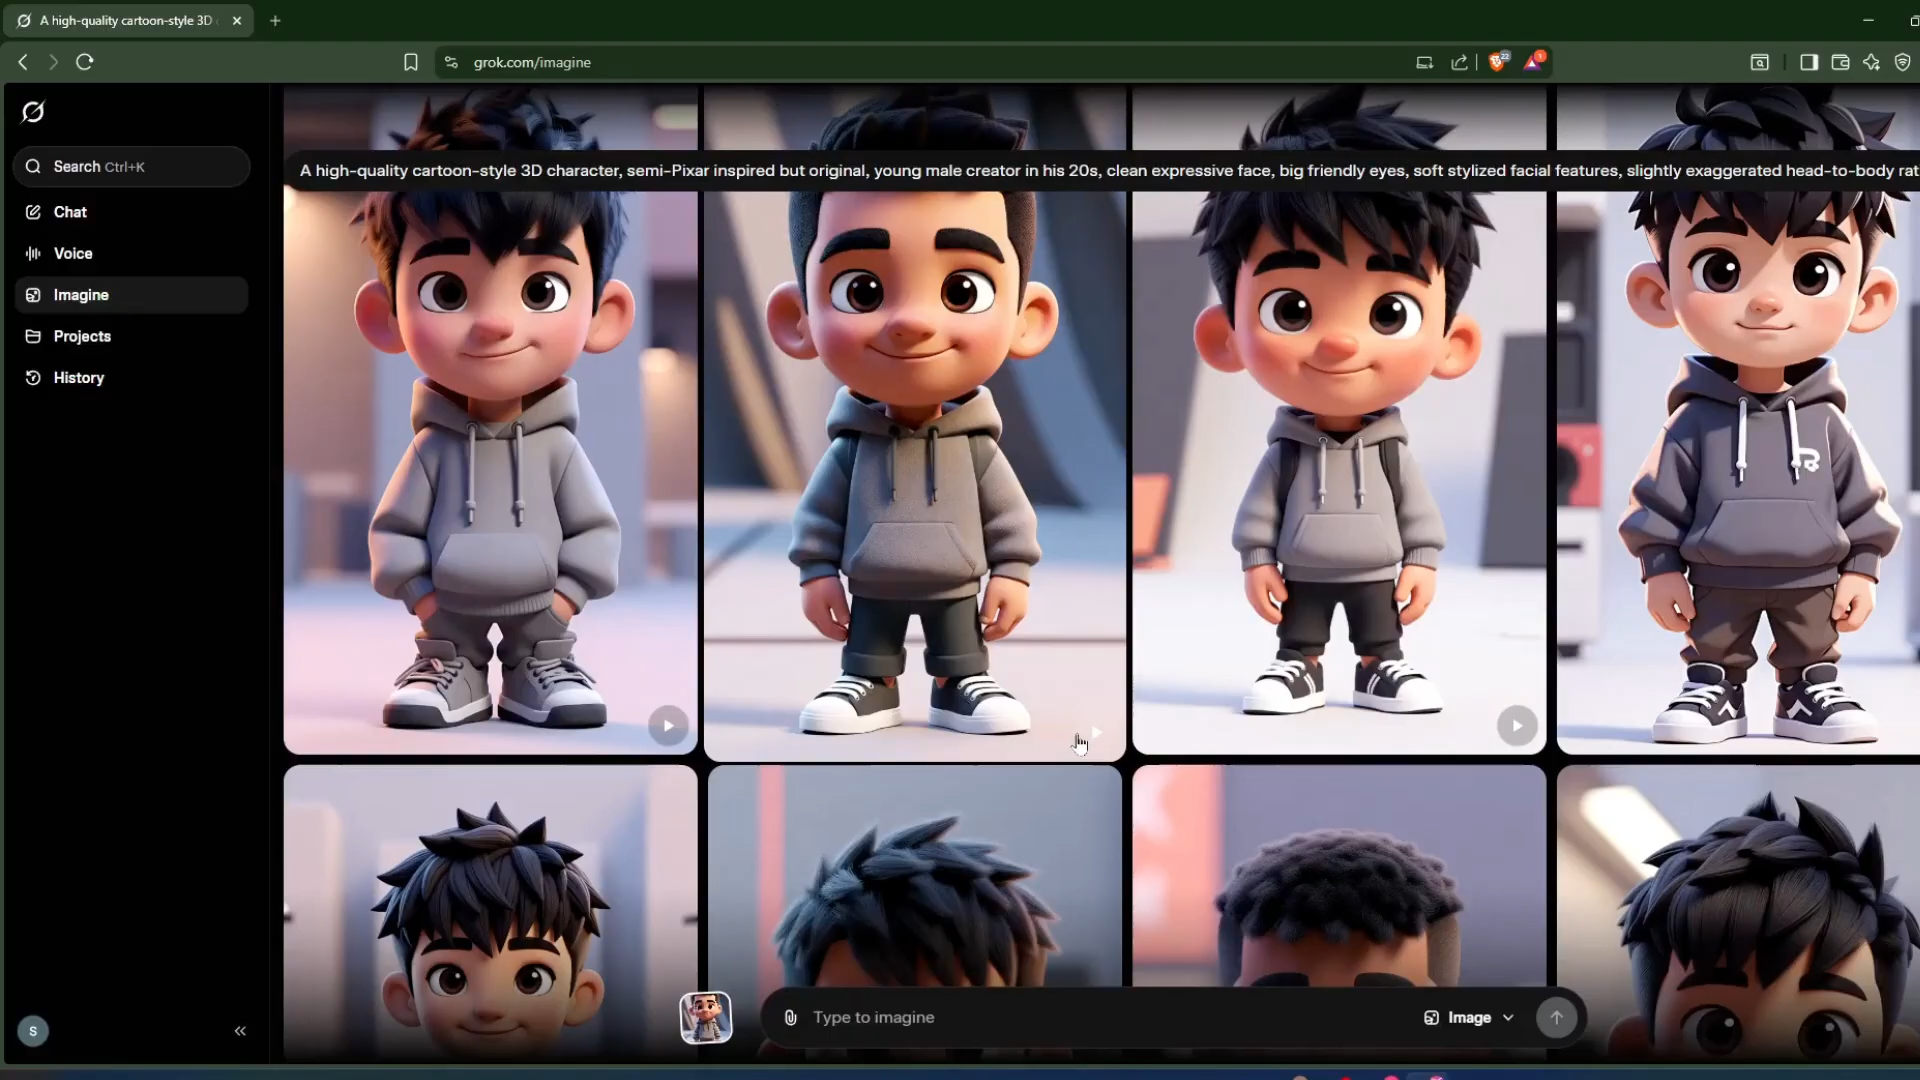 A high-quality cartoon-style 3D
grok.com/imagine
22
1
Search Ctrl+K
A high-quality cartoon-style 3D character, semi-Pixar inspired but original, young male creator in his 20s, clean expressive face, big friendly eyes, soft stylized facial features, slightly exaggerated head-to-body rat
Chat
Voice
Imagine
Projects
History
Type to imagine
Image
S